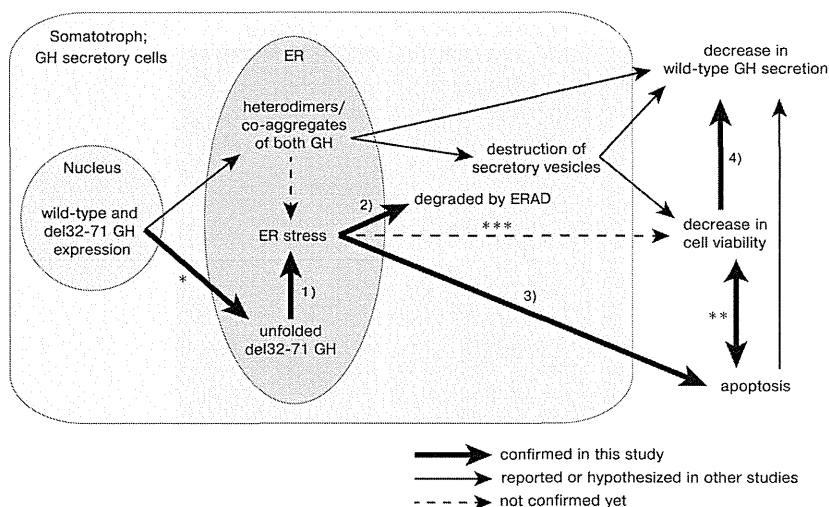 Somatotroph;
GH secretory cells
ER
decrease in
wild-type GH secretion
heterodimers/
co-aggregates
of both GH
destruction of
secretory vesicles
Nucleus
wild-type and
del32-71 GH
expression
2)
degraded by ERAD
4)
ER stress
***
decrease in
cell viability
*
1)
3)
**
unfolded
del32-71 GH
apoptosis
confirmed in this study
reported or hypothesized in other studies
not confirmed yet